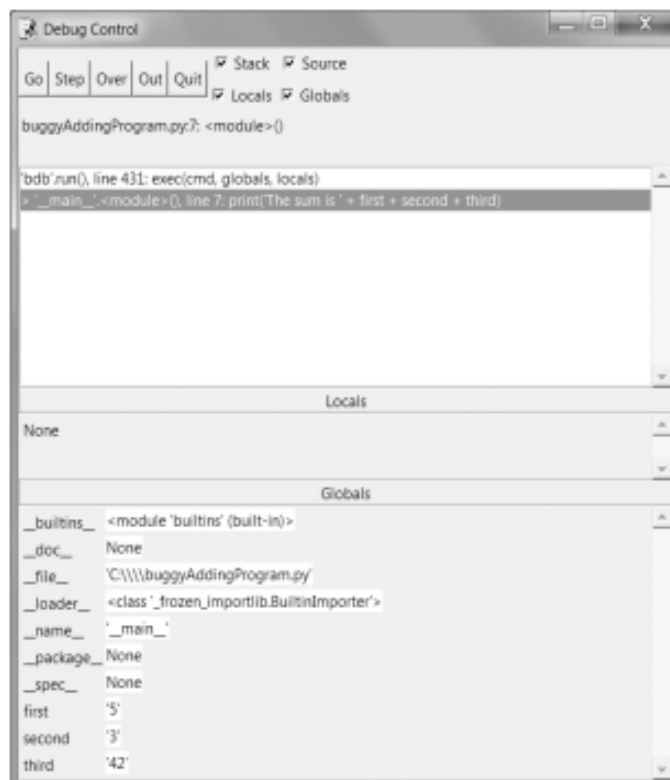 Debug Control
Go Step Over Out Quit Stack Source
Locals Globals
buggyAddingProgram.py:7: <module>()
'bdb'.run(), line 431: exec(cmd, globals, locals)
> '__main__'.<module>(), line 7: print('The sum is ' + first + second + third)
Locals
None
Globals
__builtins__ <module 'builtins' (built-in)>
__doc__ None
__file__ 'C:\\\\buggyAddingProgram.py'
__loader__ <class '_frozen_importlib.BuiltinImporter'>
__name__ '__main__'
__package__ None
__spec__ None
first '5'
second '3'
third '42'